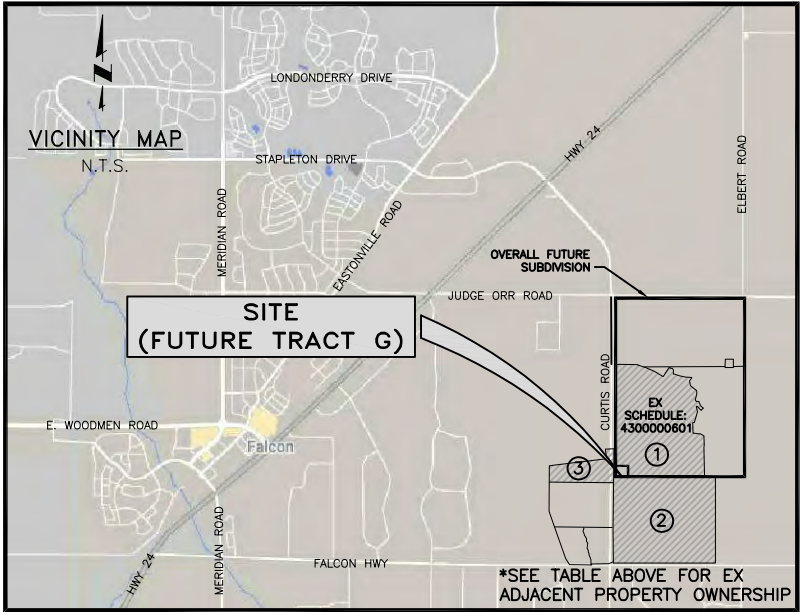 N
VICINITY MAP
N.T.S.
LONDONDERRY DRIVE
STAPLETON DRIVE
HWY 24
ELBERT ROAD
MERIDIAN ROAD
EASTONVILLE ROAD
OVERALL FUTURE
SUBDIVISION
JUDGE ORR ROAD
SITE
(FUTURE TRACT G)
CURTIS ROAD
EX
SCHEDULE:
4300000601
E. WOODMEN ROAD
Falcon
1
3
2
HWY 24
MERIDIAN ROAD
FALCON HWY
*SEE TABLE ABOVE FOR EX
ADJACENT PROPERTY OWNERSHIP